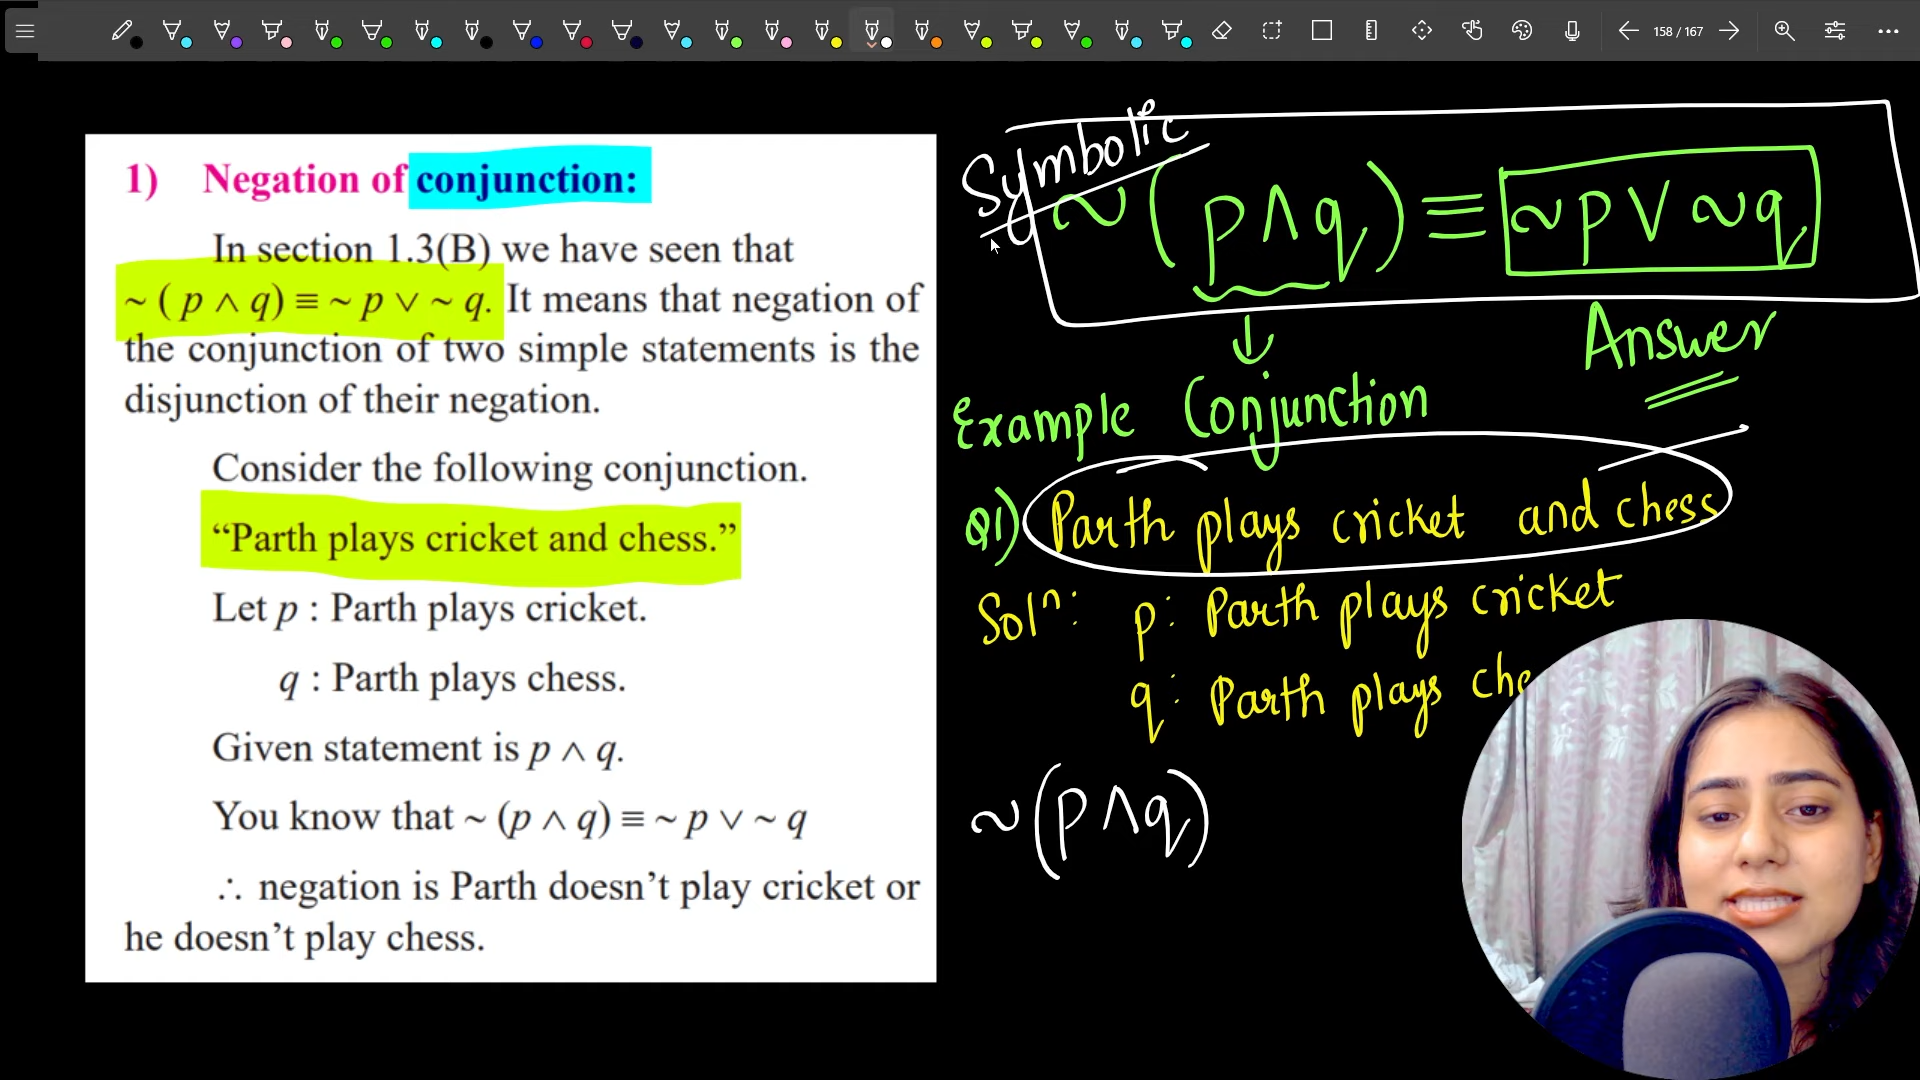 158 / 167
1) Negation of conjunction:
In section 1.3(B) we have seen that
~ ( p ∧ q) ≡ ~ p ∨ ~ q. It means that negation of
the conjunction of two simple statements is the
disjunction of their negation.
Consider the following conjunction.
“Parth plays cricket and chess.”
Let p : Parth plays cricket.
q : Parth plays chess.
Given statement is p ∧ q.
You know that ~ (p ∧ q) ≡ ~ p ∨ ~ q
∴ negation is Parth doesn’t play cricket or
he doesn’t play chess.
Symbolic
~ (p ∧ q) ≡ ~p ∨ ~q
↓
Answer
Example Conjunction
Q1) Parth plays cricket and chess
Solⁿ: p: Parth plays cricket
q: Parth plays che
~(p ∧ q)